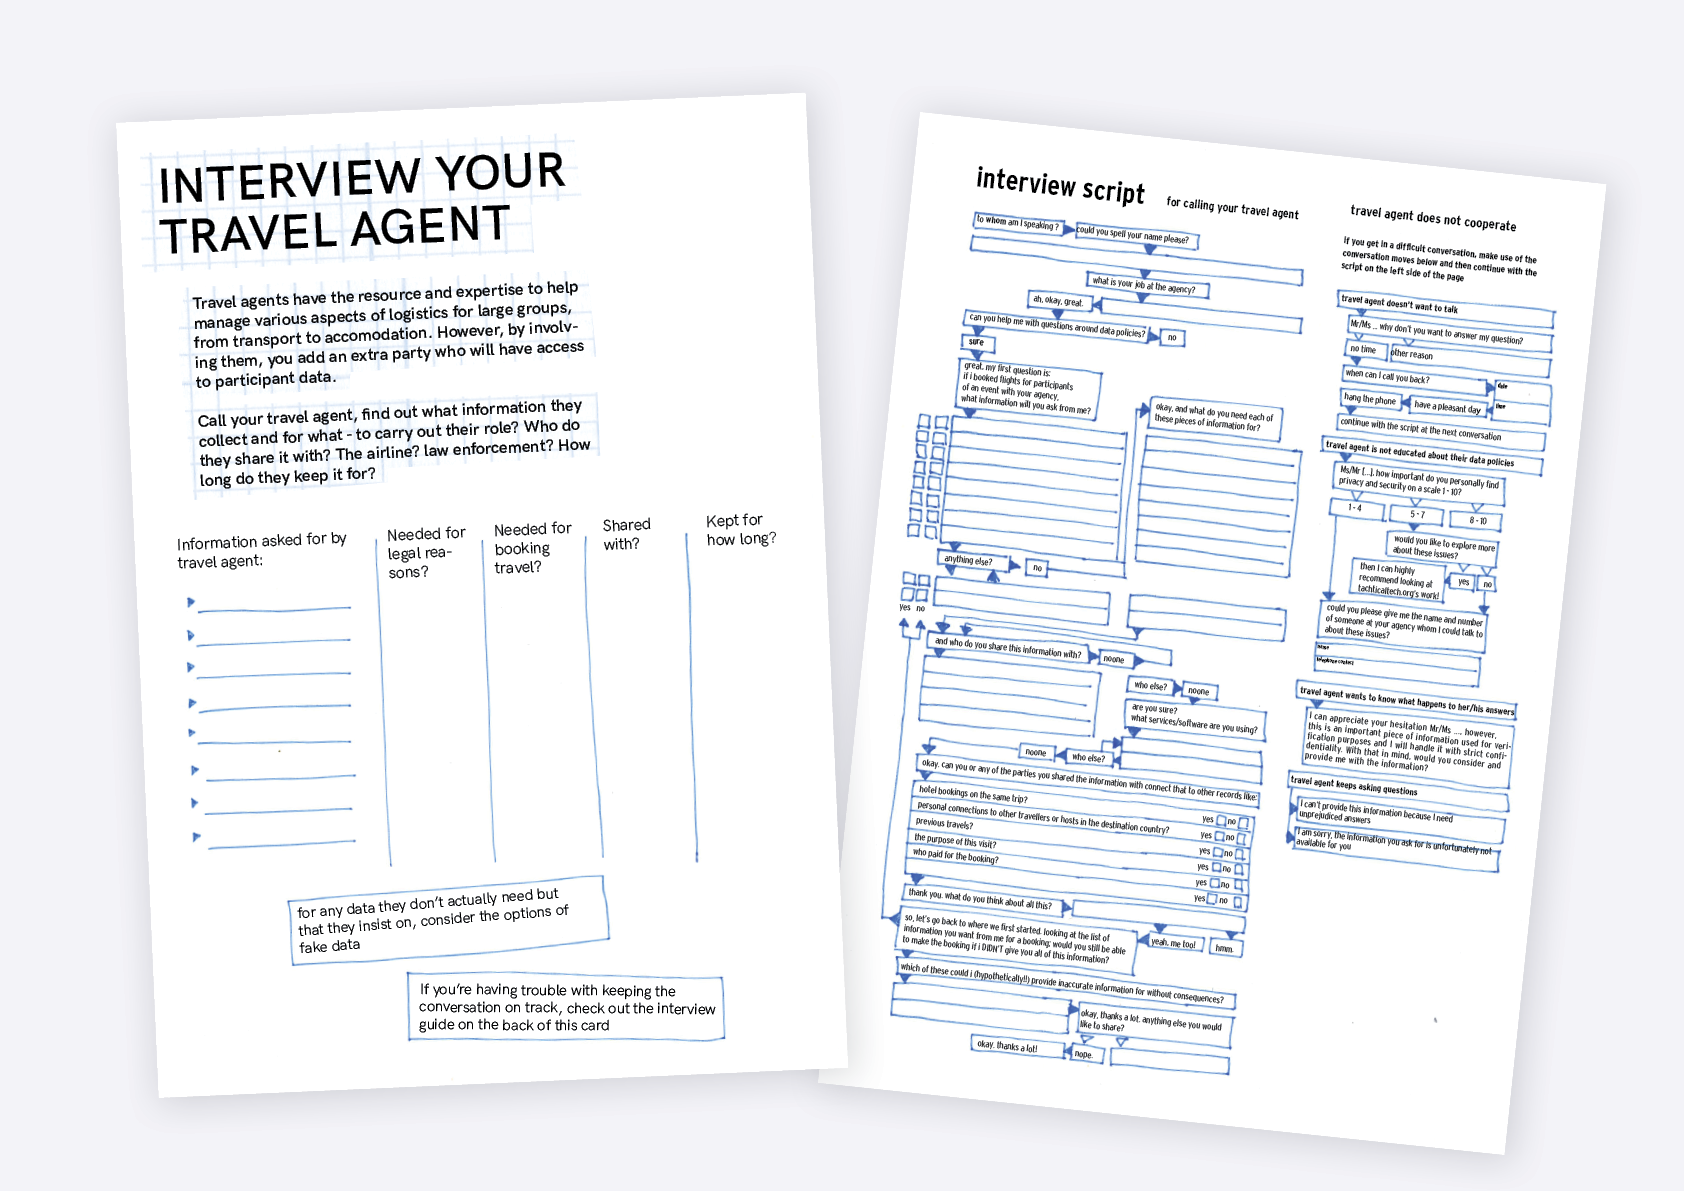 INTERVIEW YOUR
TRAVEL AGENT
Travel agents have the resource and expertise to help
manage various aspects of logistics for large groups,
from transport to accomodation. However, by involv-
ing them, you add an extra party who will have access
to participant data.
Call your travel agent, find out what information they
collect and for what - to carry out their role? Who do
they share it with? The airline? law enforcement? How
long do they keep it for?
Information asked for by
travel agent:
Needed for
legal rea-
sons?
Needed for
booking
travel?
Shared
with?
Kept for
how long?
for any data they don't actually need but
that they insist on, consider the options of
fake data
If you're having trouble with keeping the
conversation on track, check out the interview
guide on the back of this card
interview script
for calling your travel agent
to whom am I speaking ?
could you spell your name please?
what is your job at the agency?
ah, okay, great.
can you help me with questions around data policies?
no
sure
great, my first question is:
if i booked flights for participants
of an event with your agency,
what information will you ask from me?
okay, and what do you need each of
these pieces of information for?
anything else?
no
yes no
and who do you share this information with?
noone
who else?
noone
are you sure?
what services/software are you using?
noone
who else?
okay. can you or any of the parties you shared the information with connect that to other records like:
hotel bookings on the same trip?
yes no
personal connections to other travellers or hosts in the destination country?
yes no
previous travels?
yes no
the purpose of this visit?
yes no
who paid for the booking?
yes no
yes no
thank you. what do you think about all this?
so, let's go back to where we first started. looking at the list of
information you want from me for a booking: would you still be able
to make the booking if i DIDN'T give you all of this information?
yeah. me too!
hmm.
which of these could i (hypothetically!!) provide inaccurate information for without consequences?
okay, thanks a lot. anything else you would
like to share?
okay. thanks a lot!
nope.
travel agent does not cooperate
If you get in a difficult conversation, make use of the
conversation moves below and then continue with the
script on the left side of the page
travel agent doesn't want to talk
Mr/Ms .. why don't you want to answer my question?
no time
other reason
when can I call you back?
date
time
hang the phone
have a pleasant day
continue with the script at the next conversation
travel agent is not educated about their data policies
Ms/Mr [...], how important do you personally find
privacy and security on a scale 1 - 10?
1 - 4
5 - 7
8 - 10
would you like to explore more
about these issues?
then I can highly
recommend looking at
tachticaltech.org's work!
yes
no
could you please give me the name and number
of someone at your agency whom I could talk to
about these issues?
Name
telephone contact
travel agent wants to know what happens to her/his answers
I can appreciate your hesitation Mr/Ms .... however,
this is an important piece of information used for veri-
fication purposes and I will handle it with strict confi-
dentiality. With that in mind, would you consider and
provide me with the information?
travel agent keeps asking questions
I can't provide this information because I need
unprejudiced answers
I am sorry, the information you ask for is unfortunately not
available for you